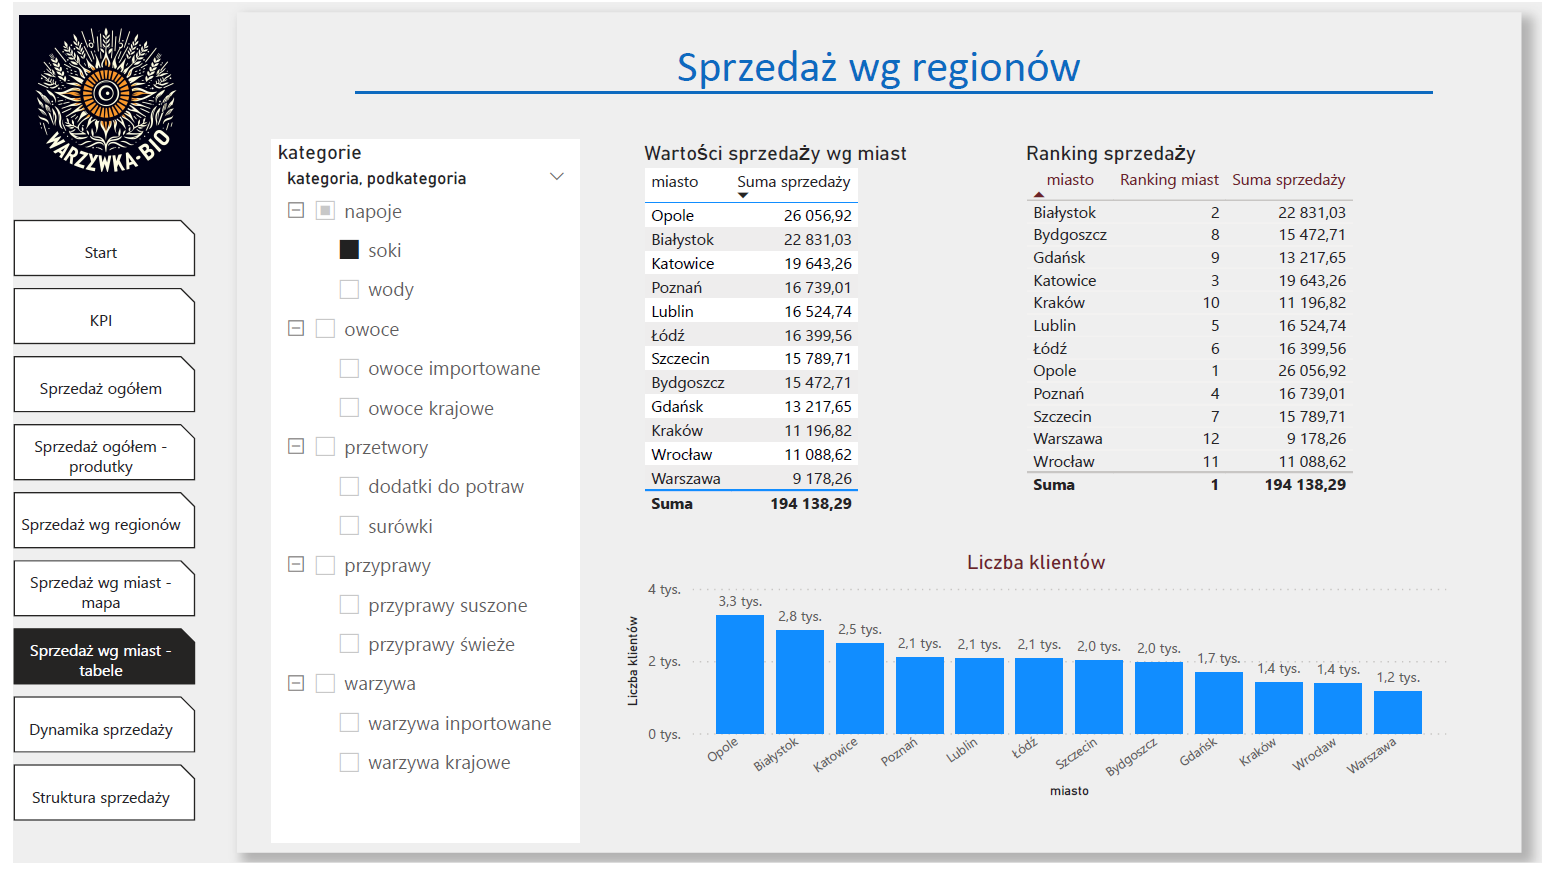 WARZYWKA-BIO
Start
KPI
Sprzedaż ogółem
Sprzedaż ogółem -
produtky
Sprzedaż wg regionów
Sprzedaż wg miast -
mapa
Sprzedaż wg miast -
tabele
Dynamika sprzedaży
Struktura sprzedaży
Sprzedaż wg regionów
kategorie
kategoria, podkategoria
napoje
soki
wody
owoce
owoce importowane
owoce krajowe
przetwory
dodatki do potraw
surówki
przyprawy
przyprawy suszone
przyprawy świeże
warzywa
warzywa inportowane
warzywa krajowe
Wartości sprzedaży wg miast
miasto Suma sprzedaży
Opole 26 056,92
Białystok 22 831,03
Katowice 19 643,26
Poznań 16 739,01
Lublin 16 524,74
Łódź 16 399,56
Szczecin 15 789,71
Bydgoszcz 15 472,71
Gdańsk 13 217,65
Kraków 11 196,82
Wrocław 11 088,62
Warszawa 9 178,26
Suma 194 138,29
Ranking sprzedaży
miasto Ranking miast Suma sprzedaży
Białystok 2 22 831,03
Bydgoszcz 8 15 472,71
Gdańsk 9 13 217,65
Katowice 3 19 643,26
Kraków 10 11 196,82
Lublin 5 16 524,74
Łódź 6 16 399,56
Opole 1 26 056,92
Poznań 4 16 739,01
Szczecin 7 15 789,71
Warszawa 12 9 178,26
Wrocław 11 11 088,62
Suma 1 194 138,29
Liczba klientów
Liczba klientów
4 tys.
2 tys.
0 tys.
3,3 tys. 2,8 tys. 2,5 tys. 2,1 tys. 2,1 tys. 2,1 tys. 2,0 tys. 2,0 tys. 1,7 tys. 1,4 tys. 1,4 tys. 1,2 tys.
Opole Białystok Katowice Poznań Lublin Łódź Szczecin Bydgoszcz Gdańsk Kraków Wrocław Warszawa
miasto